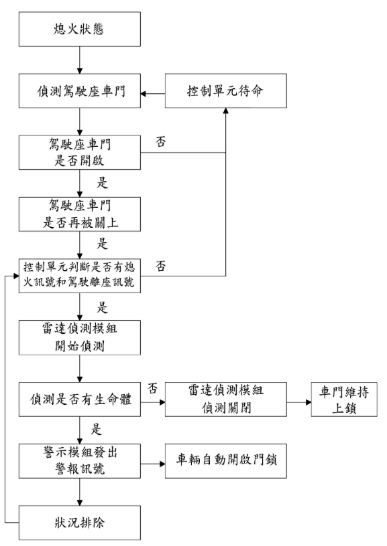 熄火狀態
偵測駕駛座車門
控制單元待命
駕駛座車門
是否開啟
否
是
駕駛座車門
是否再被關上
是
控制單元判斷是否有熄
火訊號和駕駛離座訊號
否
是
雷達偵測模組
開始偵測
偵測是否有生命體
否
雷達偵測模組
偵測關閉
車門維持
上鎖
是
警示模組發出
警報訊號
車輛自動開啟門鎖
狀況排除